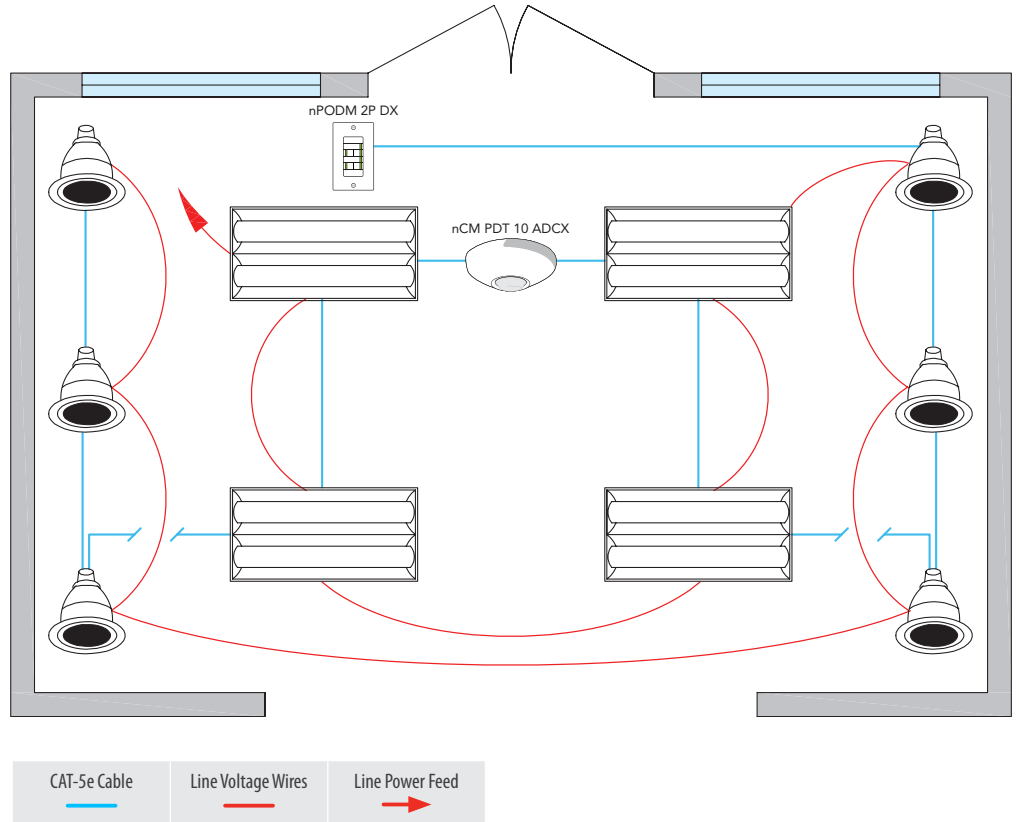 nPODM 2P DX
nCM PDT 10 ADCX
CAT-5e Cable
Line Voltage Wires
Line Power Feed